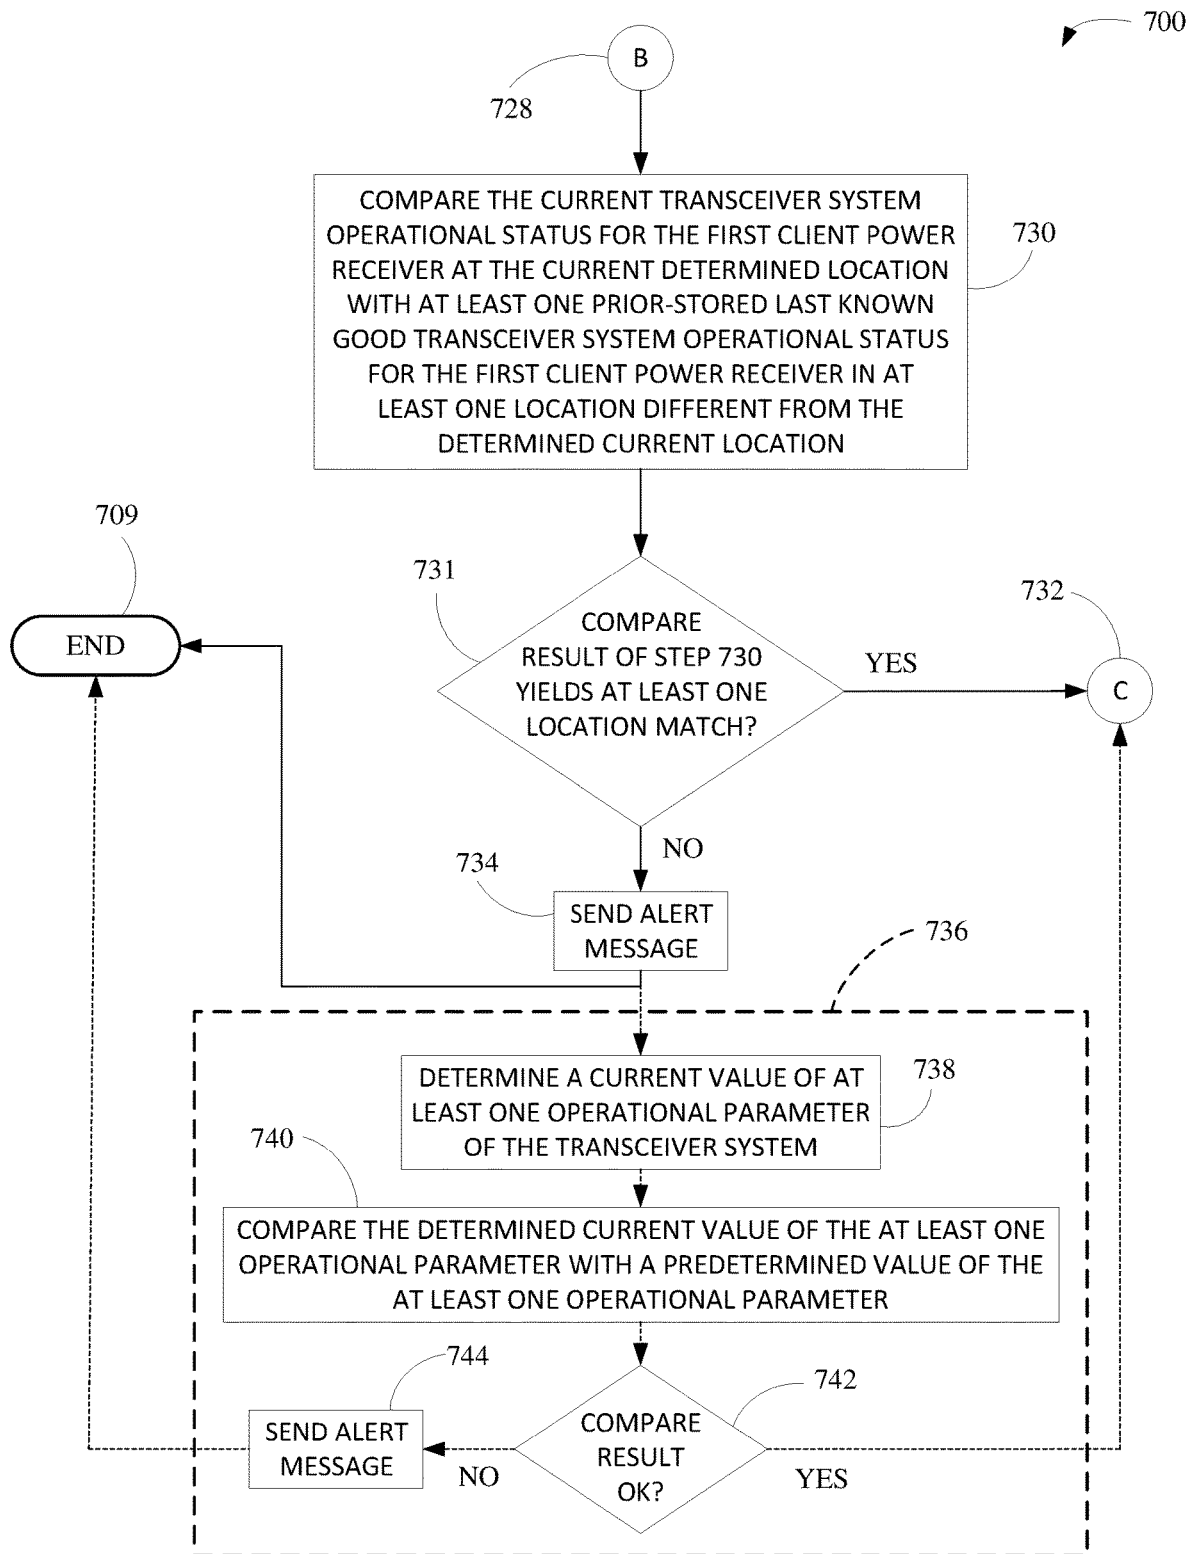 700
B
728
COMPARE THE CURRENT TRANSCEIVER SYSTEM
OPERATIONAL STATUS FOR THE FIRST CLIENT POWER
RECEIVER AT THE CURRENT DETERMINED LOCATION
WITH AT LEAST ONE PRIOR-STORED LAST KNOWN
GOOD TRANSCEIVER SYSTEM OPERATIONAL STATUS
FOR THE FIRST CLIENT POWER RECEIVER IN AT
LEAST ONE LOCATION DIFFERENT FROM THE
DETERMINED CURRENT LOCATION
730
709
END
731
COMPARE
RESULT OF STEP 730
YIELDS AT LEAST ONE
LOCATION MATCH?
YES
732
C
NO
734
SEND ALERT
MESSAGE
736
DETERMINE A CURRENT VALUE OF AT
LEAST ONE OPERATIONAL PARAMETER
OF THE TRANSCEIVER SYSTEM
738
740
COMPARE THE DETERMINED CURRENT VALUE OF THE AT LEAST ONE
OPERATIONAL PARAMETER WITH A PREDETERMINED VALUE OF THE
AT LEAST ONE OPERATIONAL PARAMETER
744
SEND ALERT
MESSAGE
NO
742
COMPARE
RESULT
OK?
YES